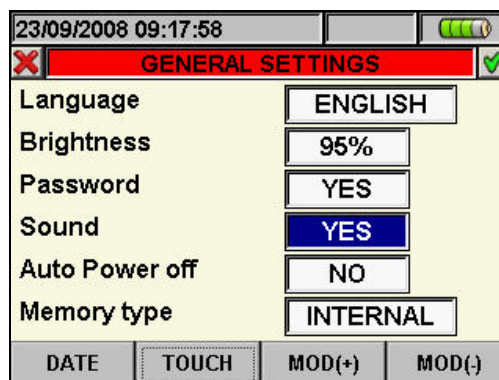 23/09/2008 09:17:58
GENERAL SETTINGS
Language ENGLISH
Brightness 95%
Password YES
Sound YES
Auto Power off NO
Memory type INTERNAL
DATE TOUCH MOD(+) MOD(-)